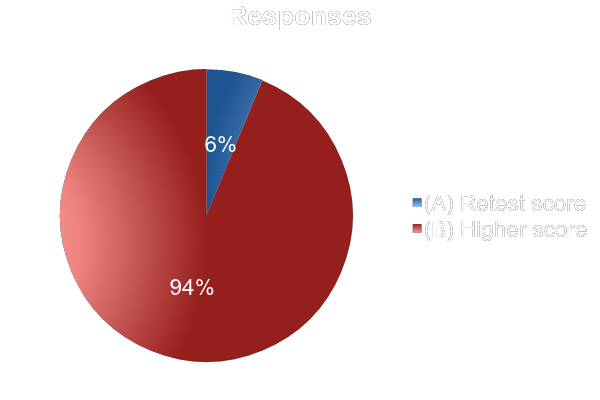 Responses
6%
(A) Retest score
(B) Higher score
94%